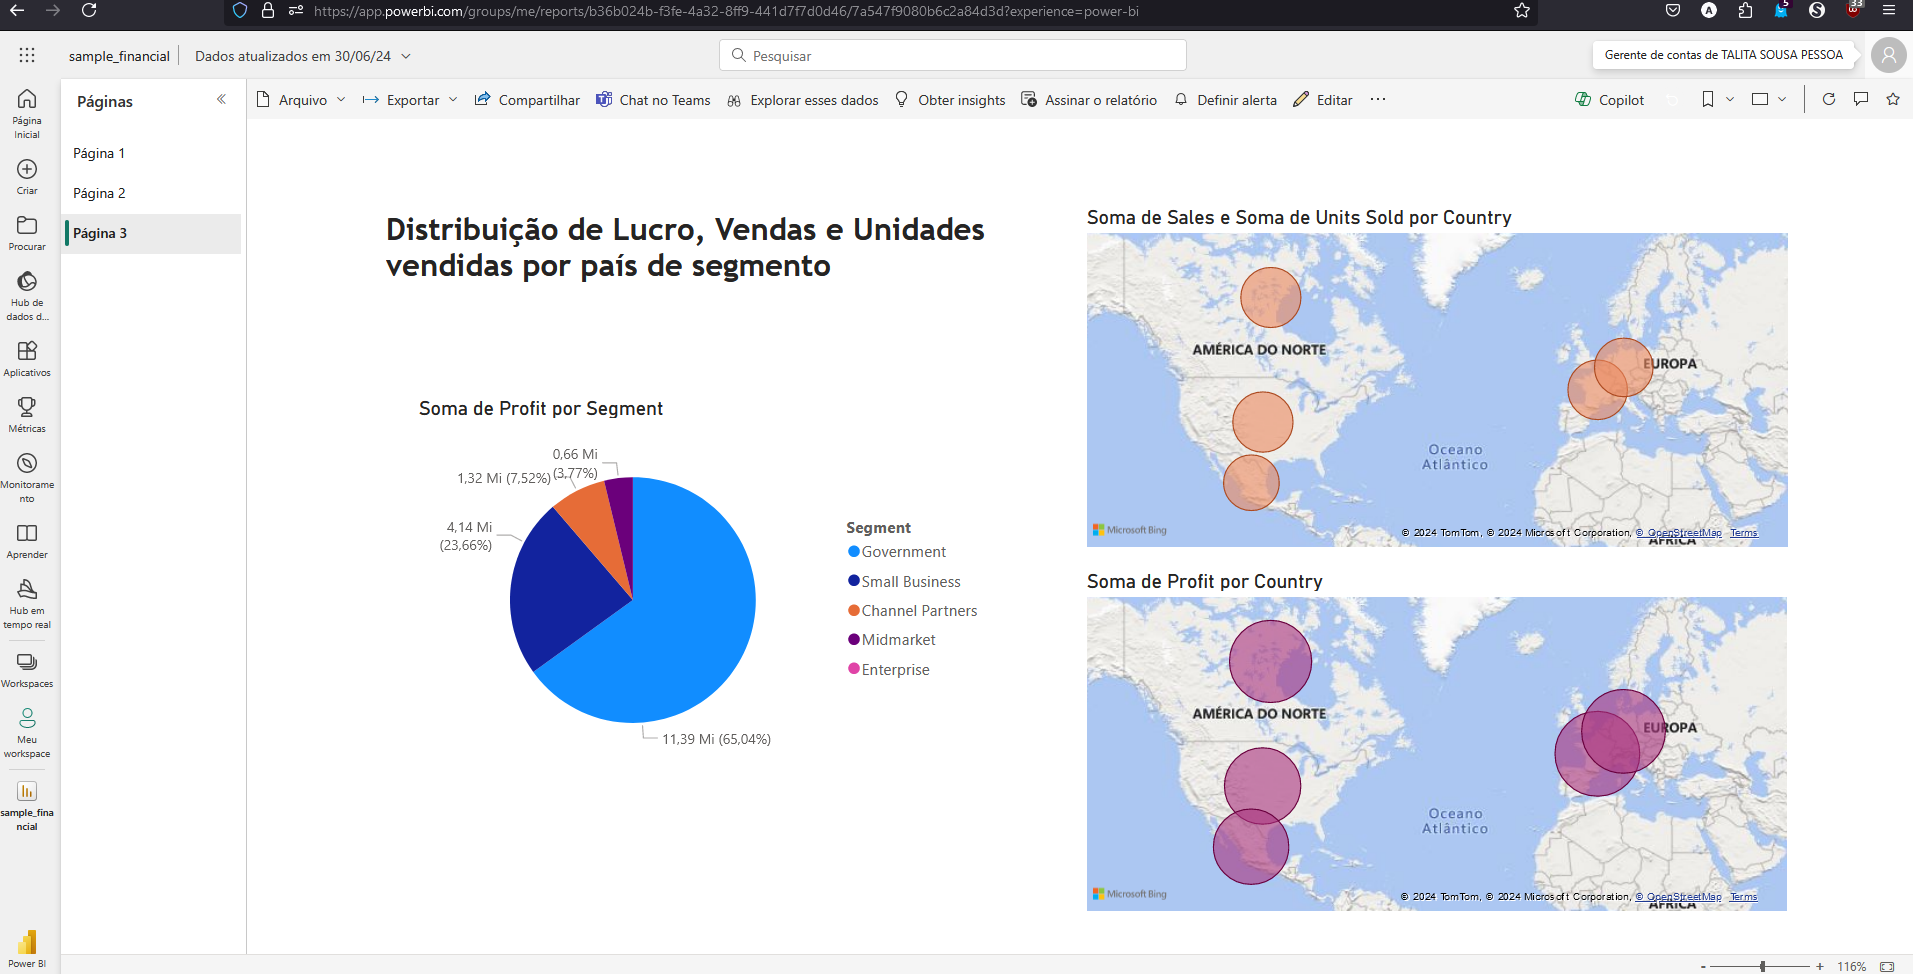 https://app.powerbi.com/groups/me/reports/b36b024b-f3fe-4a32-8ff9-441d7f7d0d46/7a547f9080b6c2a84d3d?experience=power-bi
5
33
sample_financial
Dados atualizados em 30/06/24
Pesquisar
Gerente de contas de TALITA SOUSA PESSOA
Arquivo
Exportar
Compartilhar
Chat no Teams
Explorar esses dados
Obter insights
Assinar o relatório
Definir alerta
Editar
Copilot
Página
Inicial
Criar
Procurar
Hub de
dados d...
Aplicativos
Métricas
Monitorame
nto
Aprender
Hub em
tempo real
Workspaces
Meu
workspace
sample_fina
ncial
Power BI
Páginas
Página 1
Página 2
Página 3
Distribuição de Lucro, Vendas e Unidades
vendidas por país de segmento
Soma de Profit por Segment
0,66 Mi
(3,77%)
1,32 Mi (7,52%)
4,14 Mi
(23,66%)
11,39 Mi (65,04%)
Segment
Government
Small Business
Channel Partners
Midmarket
Enterprise
Soma de Sales e Soma de Units Sold por Country
AMÉRICA DO NORTE
EUROPA
Oceano
Atlântico
ÁFRICA
Microsoft Bing
© 2024 TomTom, © 2024 Microsoft Corporation, © OpenStreetMap Terms
Soma de Profit por Country
AMÉRICA DO NORTE
EUROPA
Oceano
Atlântico
ÁFRICA
Microsoft Bing
© 2024 TomTom, © 2024 Microsoft Corporation, © OpenStreetMap Terms
116%